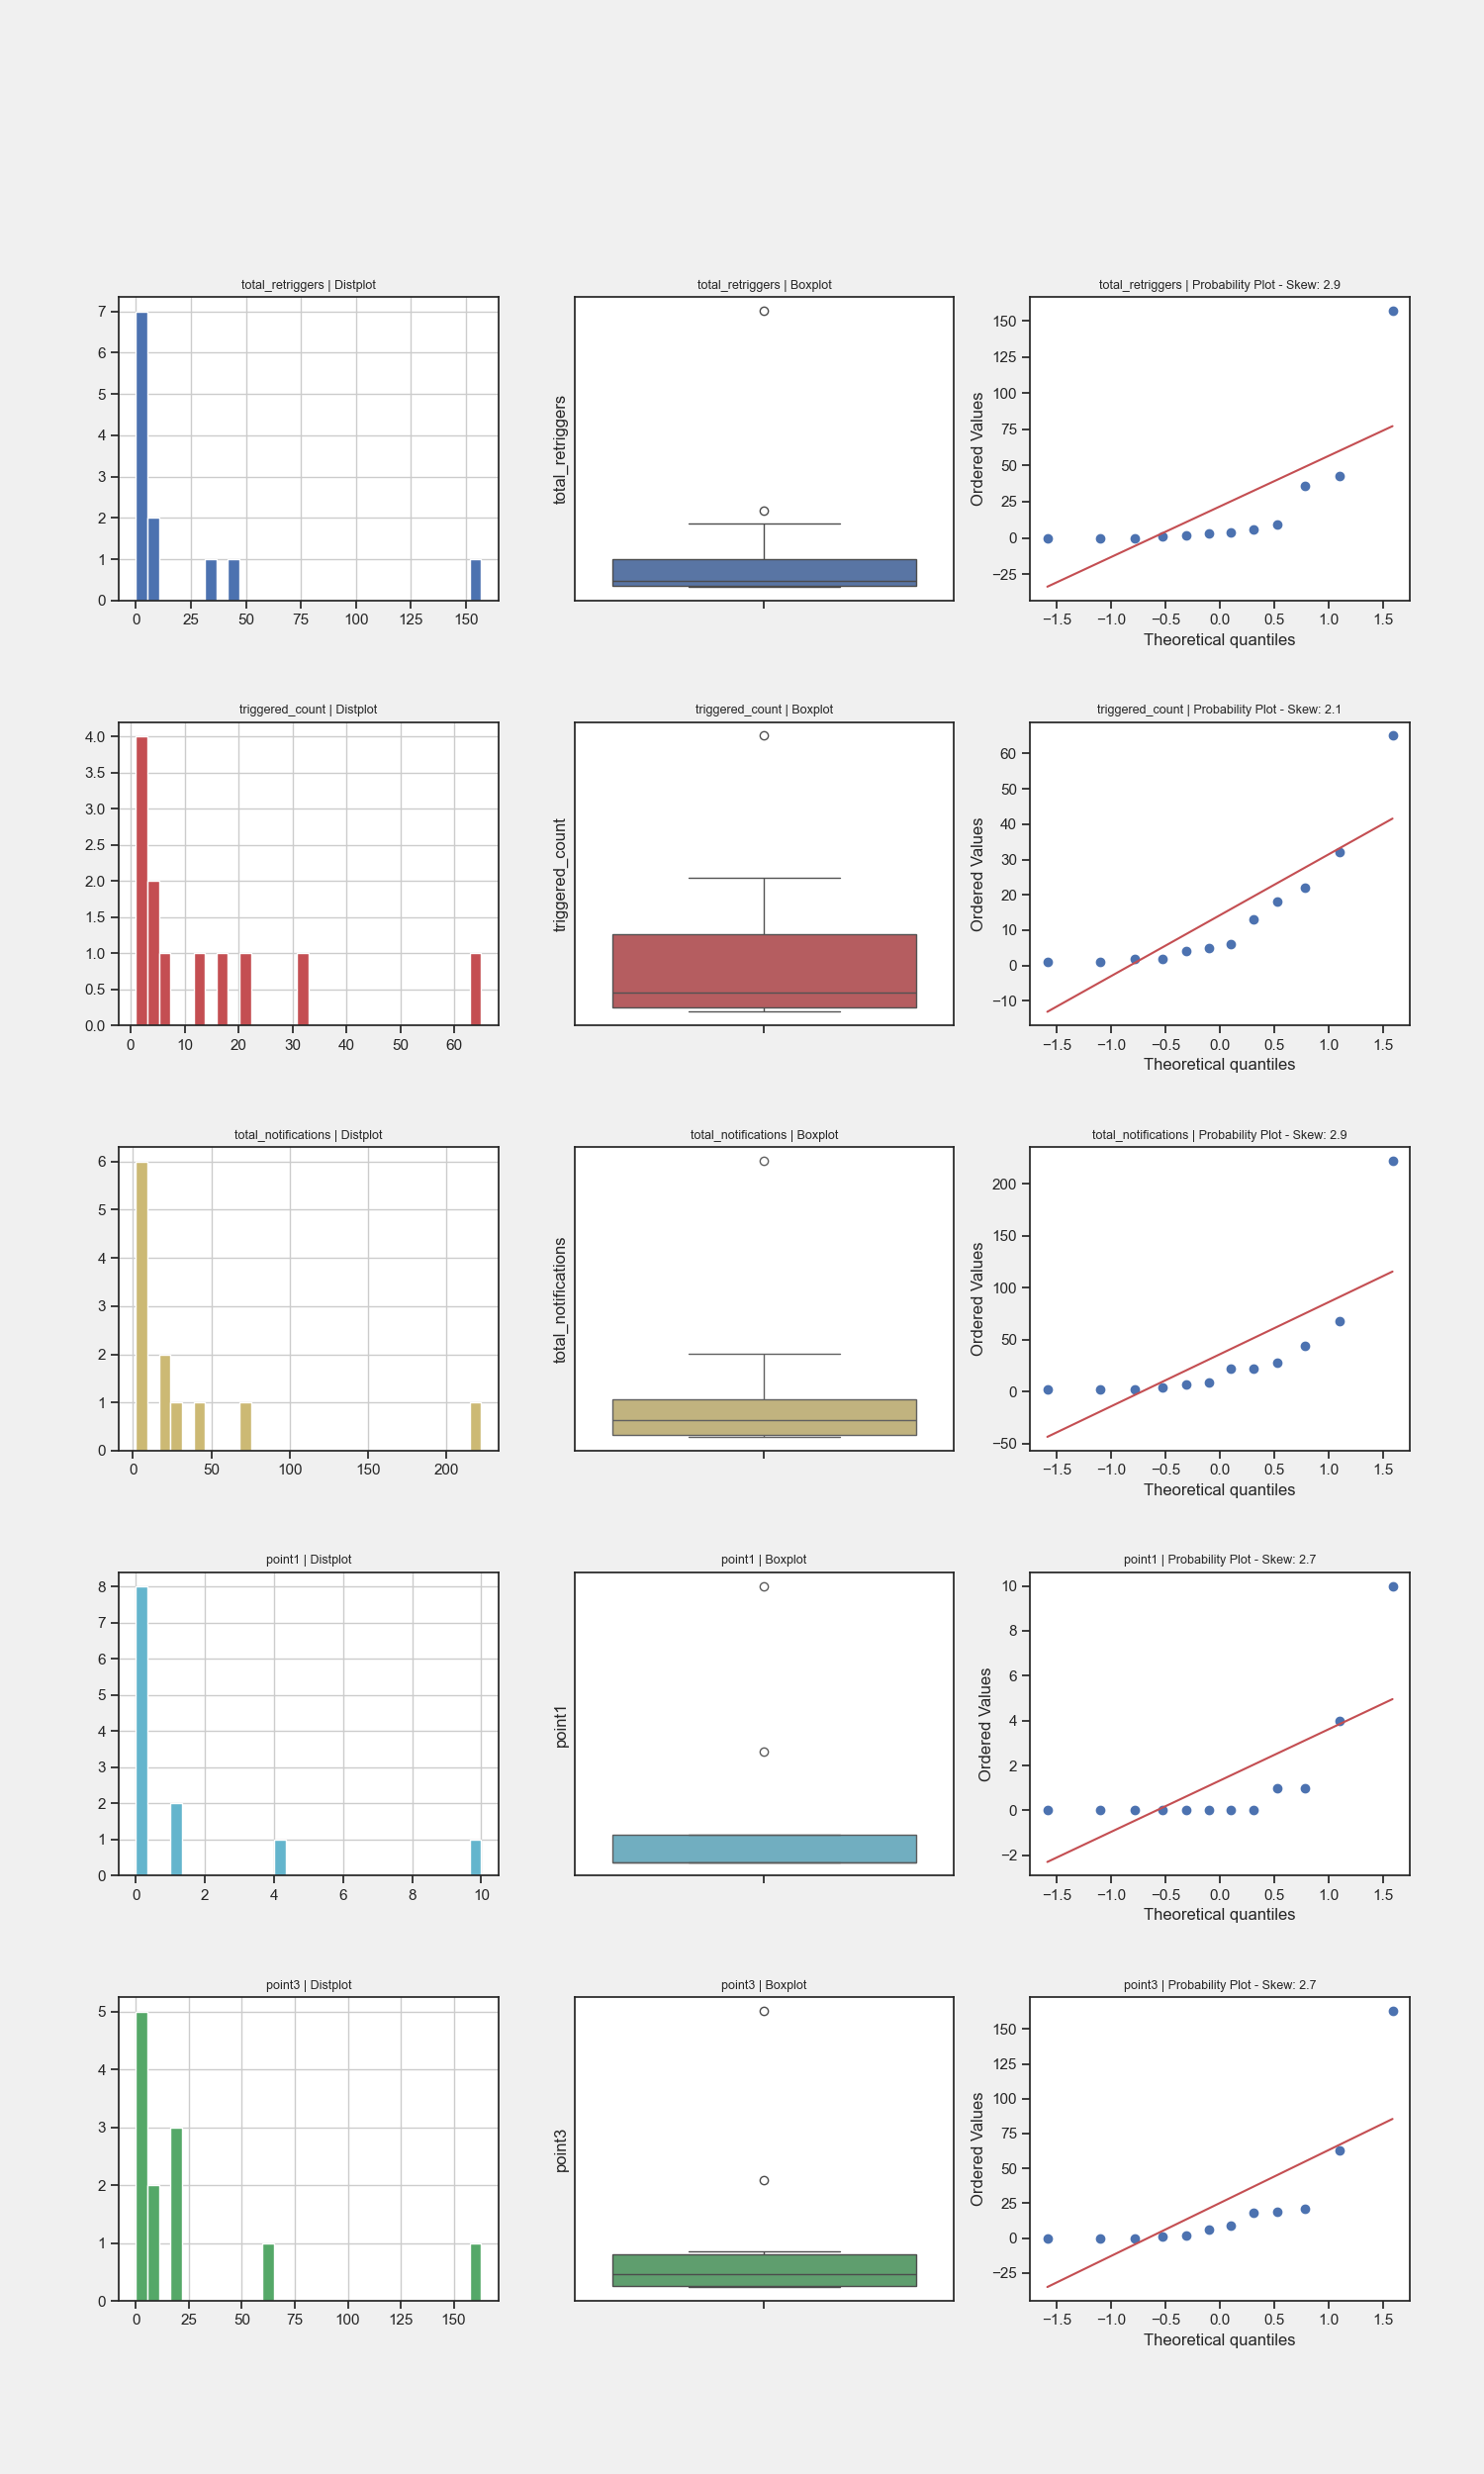 total_retriggers | Distplot
total_retriggers | Boxplot
total_retriggers | Probability Plot - Skew: 2.9
7
6
5
4
3
2
1
0
0 25 50 75 100 125 150
total_retriggers
Ordered Values
150
125
100
75
50
25
0
−25
−1.5 −1.0 −0.5 0.0 0.5 1.0 1.5
Theoretical quantiles
triggered_count | Distplot
triggered_count | Boxplot
triggered_count | Probability Plot - Skew: 2.1
4.0
3.5
3.0
2.5
2.0
1.5
1.0
0.5
0.0
0 10 20 30 40 50 60
triggered_count
Ordered Values
60
50
40
30
20
10
0
−10
−1.5 −1.0 −0.5 0.0 0.5 1.0 1.5
Theoretical quantiles
total_notifications | Distplot
total_notifications | Boxplot
total_notifications | Probability Plot - Skew: 2.9
6
5
4
3
2
1
0
0 50 100 150 200
total_notifications
Ordered Values
200
150
100
50
0
−50
−1.5 −1.0 −0.5 0.0 0.5 1.0 1.5
Theoretical quantiles
point1 | Distplot
point1 | Boxplot
point1 | Probability Plot - Skew: 2.7
8
7
6
5
4
3
2
1
0
0 2 4 6 8 10
point1
Ordered Values
10
8
6
4
2
0
−2
−1.5 −1.0 −0.5 0.0 0.5 1.0 1.5
Theoretical quantiles
point3 | Distplot
point3 | Boxplot
point3 | Probability Plot - Skew: 2.7
5
4
3
2
1
0
0 25 50 75 100 125 150
point3
Ordered Values
150
125
100
75
50
25
0
−25
−1.5 −1.0 −0.5 0.0 0.5 1.0 1.5
Theoretical quantiles